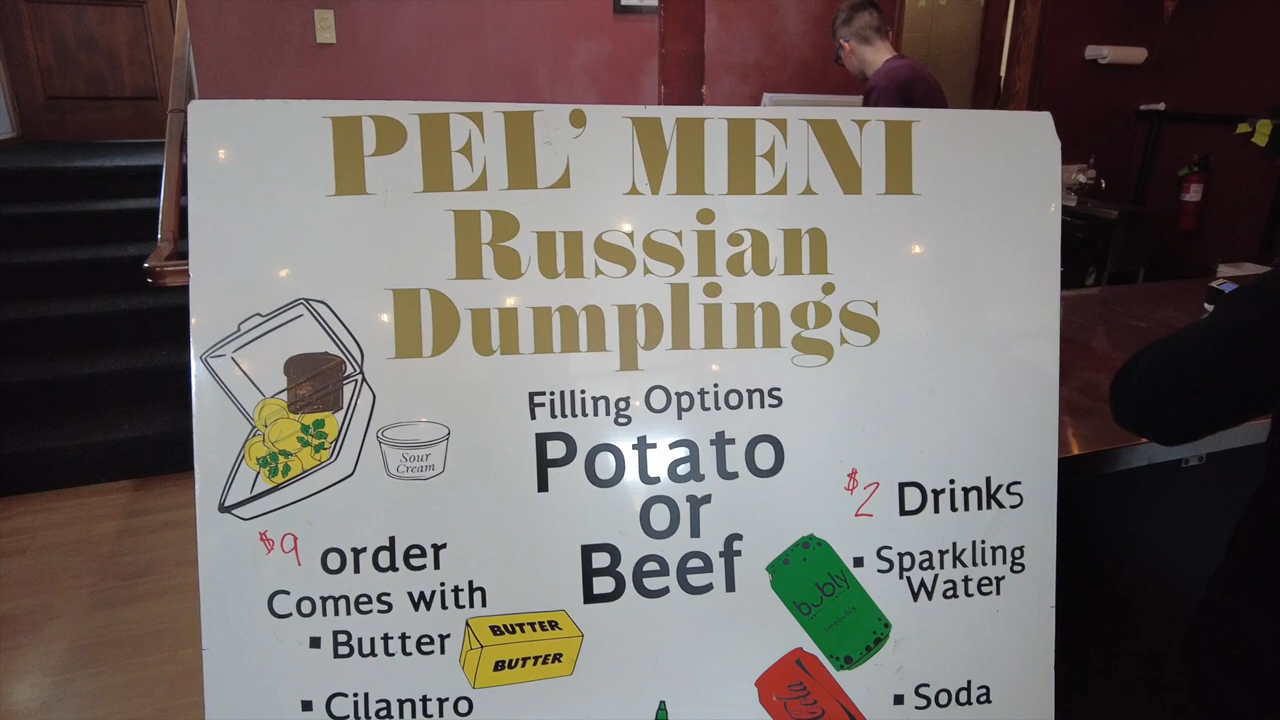 PEL' MENI
Russian
Dumplings
Filling Options
Potato
or
Beef
Sour
Cream
$9 order
Comes with
▪ Butter
BUTTER
BUTTER
▪ Cilantro
$2 Drinks
▪ Sparkling
Water
bubly
▪ Soda